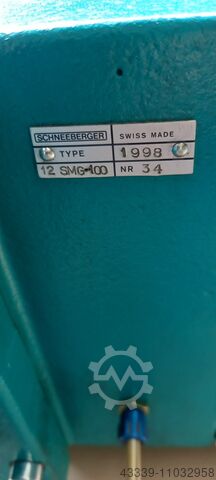 SCHNEEBERGER SWISS MADE
TYPE 1998
12 SMG-100 NR 34
43339-11032958